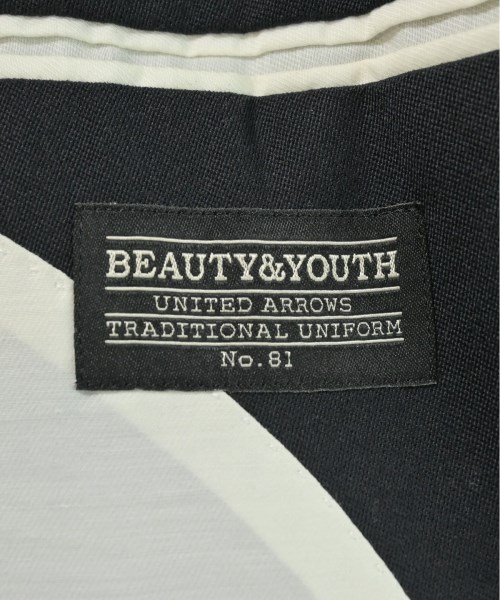 BEAUTY&YOUTH
UNITED ARROWS
TRADITIONAL UNIFORM
No.81